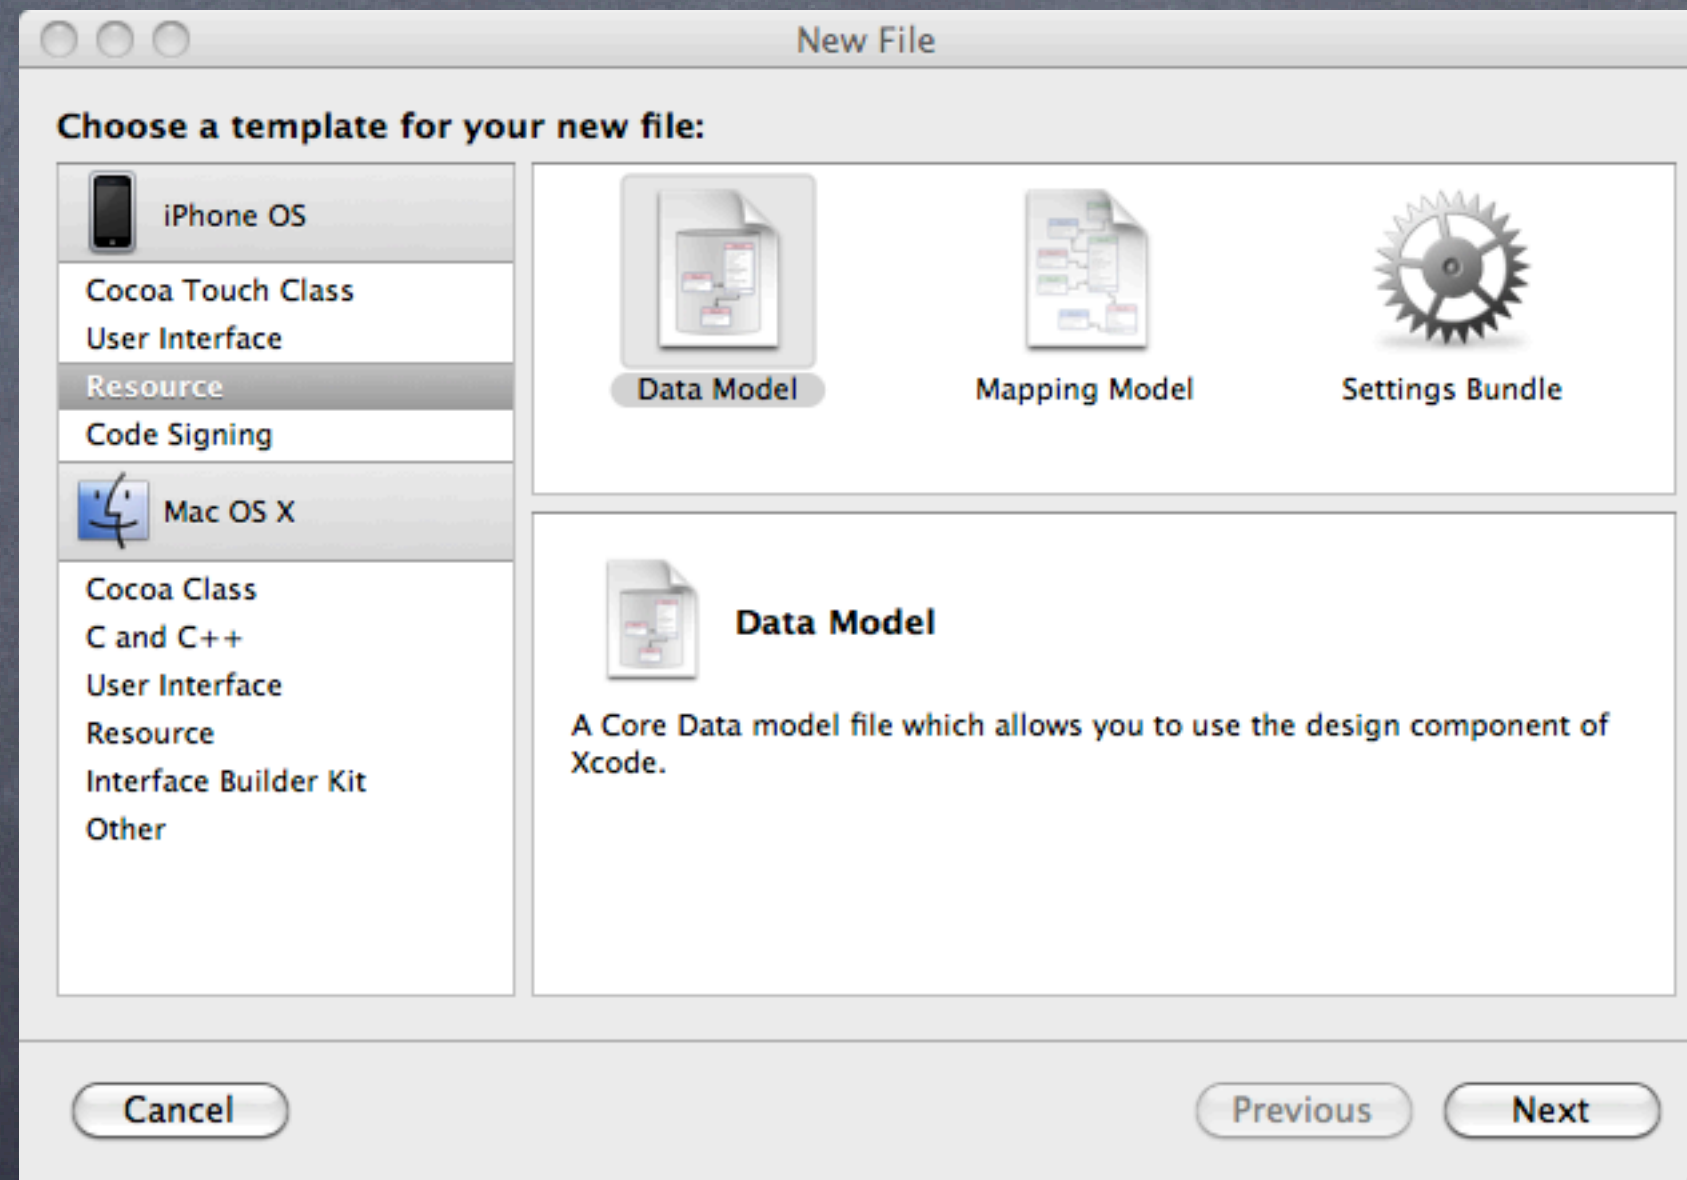 New File
Choose a template for your new file:
iPhone OS
Cocoa Touch Class
User Interface
Resource
Code Signing
Mac OS X
Cocoa Class
C and C++
User Interface
Resource
Interface Builder Kit
Other
Data Model
Mapping Model
Settings Bundle
Data Model
A Core Data model file which allows you to use the design component of
Xcode.
Cancel
Previous
Next